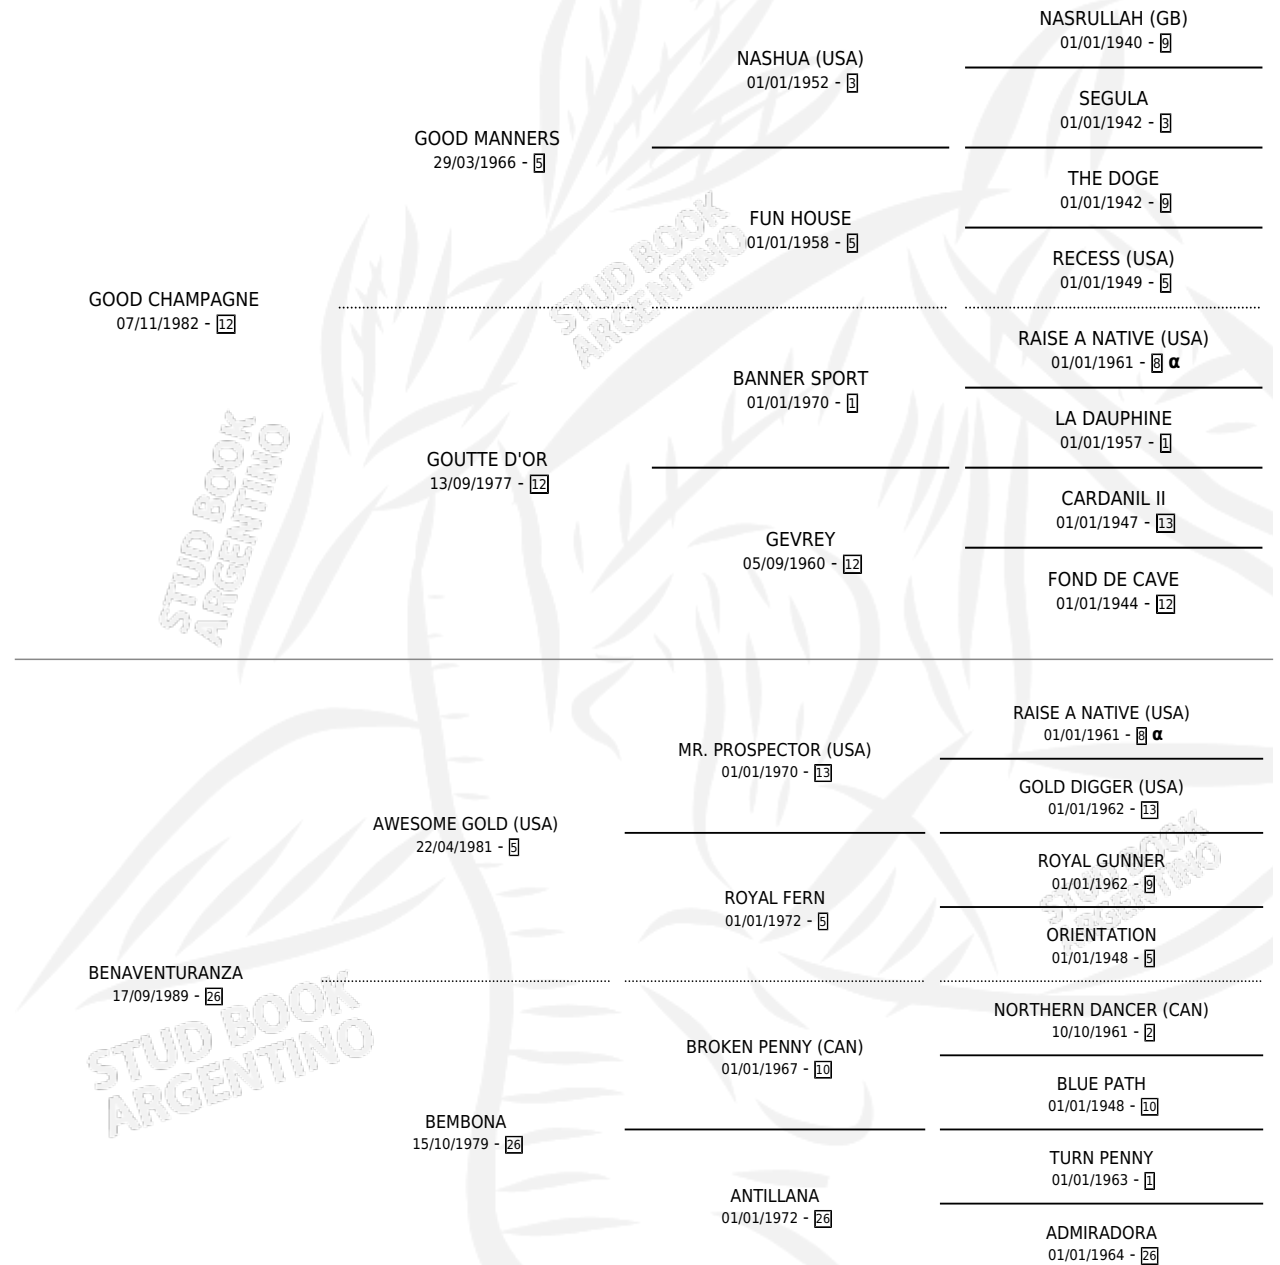 NASRULLAH (GB)
01/01/1940 - 9
NASHUA (USA)
01/01/1952 - 3
SEGULA
01/01/1942 - 3
GOOD MANNERS
29/03/1966 - 5
THE DOGE
01/01/1942 - 9
FUN HOUSE
01/01/1958 - 5
RECESS (USA)
01/01/1949 - 5
GOOD CHAMPAGNE
07/11/1982 - 12
RAISE A NATIVE (USA)
01/01/1961 - 8 α
BANNER SPORT
01/01/1970 - 1
LA DAUPHINE
01/01/1957 - 1
GOUTTE D'OR
13/09/1977 - 12
CARDANIL II
01/01/1947 - 13
GEVREY
05/09/1960 - 12
FOND DE CAVE
01/01/1944 - 12
RAISE A NATIVE (USA)
01/01/1961 - 8 α
MR. PROSPECTOR (USA)
01/01/1970 - 13
GOLD DIGGER (USA)
01/01/1962 - 13
AWESOME GOLD (USA)
22/04/1981 - 5
ROYAL GUNNER
01/01/1962 - 9
ROYAL FERN
01/01/1972 - 5
ORIENTATION
01/01/1948 - 5
BENAVENTURANZA
17/09/1989 - 26
NORTHERN DANCER (CAN)
10/10/1961 - 2
BROKEN PENNY (CAN)
01/01/1967 - 10
BLUE PATH
01/01/1948 - 10
BEMBONA
15/10/1979 - 26
TURN PENNY
01/01/1963 - 1
ANTILLANA
01/01/1972 - 26
ADMIRADORA
01/01/1964 - 26
STUD BOOK
ARGENTINO
STUD BOOK
ARGENTINO
STUD BOOK
ARGENTINO
STUD BOOK
ARGENTINO